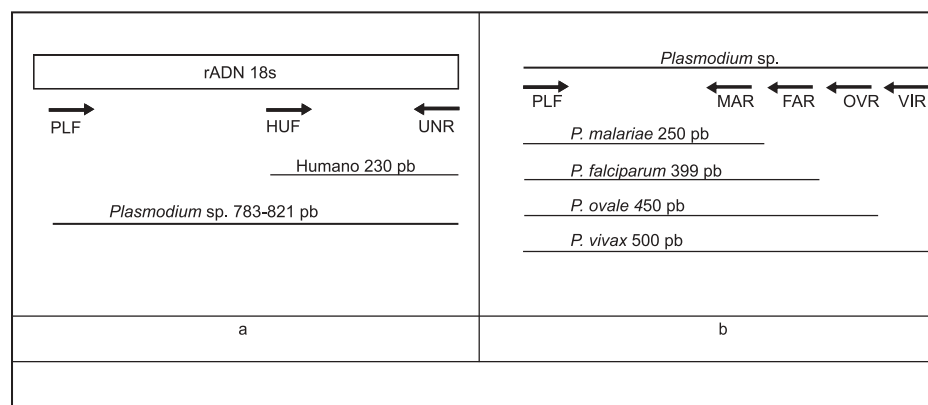 rADN 18s
PLF HUF UNR
Humano 230 pb
Plasmodium sp. 783-821 pb
a
Plasmodium sp.
PLF MAR FAR OVR VIR
P. malariae 250 pb
P. falciparum 399 pb
P. ovale 450 pb
P. vivax 500 pb
b